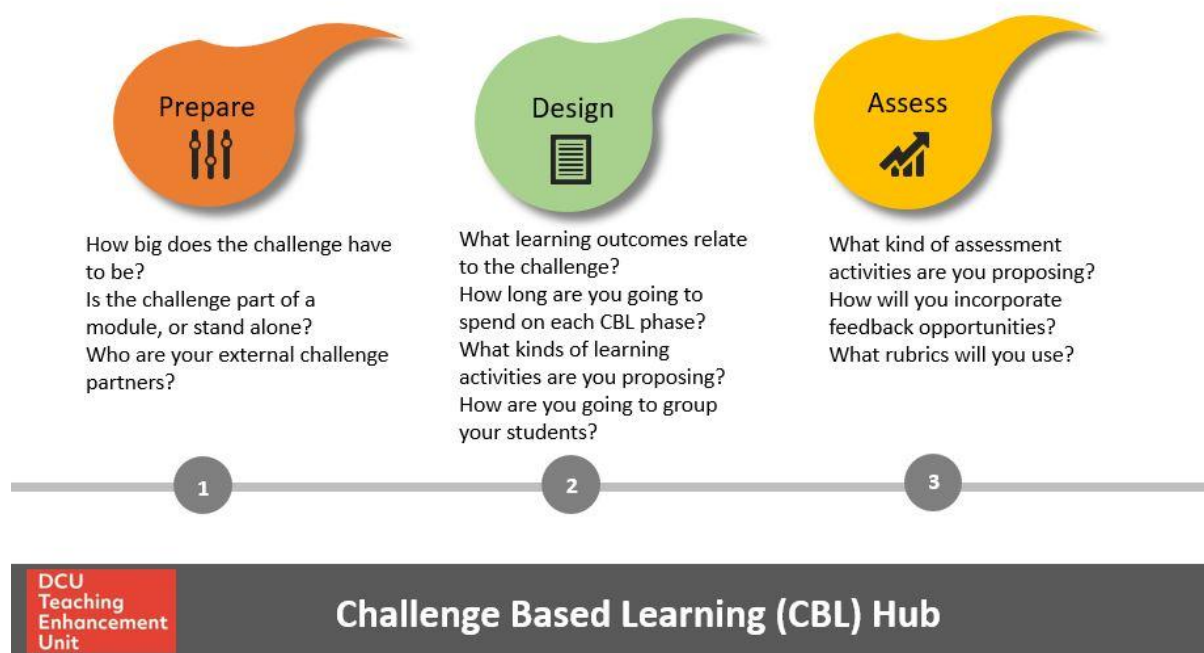 Prepare
How big does the challenge have
to be?
Is the challenge part of a
module, or stand alone?
Who are your external challenge
partners?
Design
What learning outcomes relate
to the challenge?
How long are you going to
spend on each CBL phase?
What kinds of learning
activities are you proposing?
How are you going to group
your students?
Assess
What kind of assessment
activities are you proposing?
How will you incorporate
feedback opportunities?
What rubrics will you use?
1
2
3
DCU
Teaching
Enhancement
Unit
Challenge Based Learning (CBL) Hub